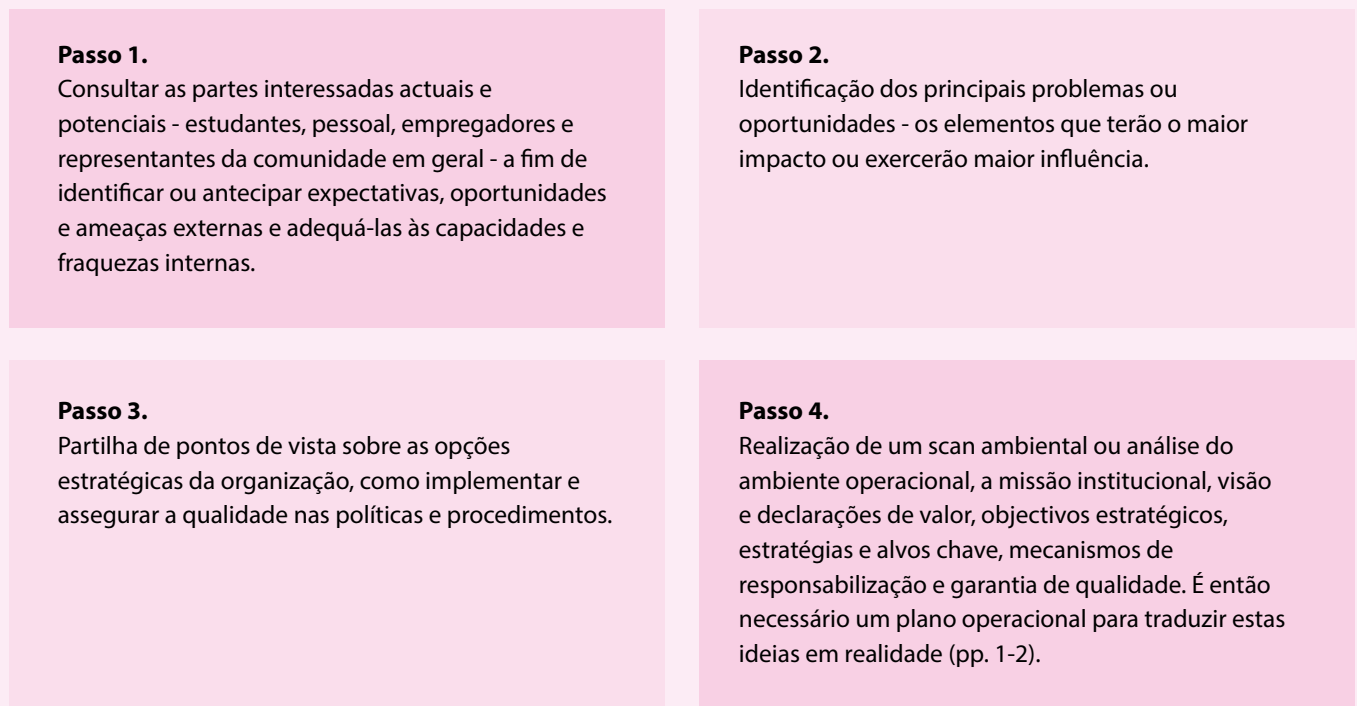 Passo 1.
Consultar as partes interessadas actuais e
potenciais - estudantes, pessoal, empregadores e
representantes da comunidade em geral - a fim de
identificar ou antecipar expectativas, oportunidades
e ameaças externas e adequá-las às capacidades e
fraquezas internas.
Passo 2.
Identificação dos principais problemas ou
oportunidades - os elementos que terão o maior
impacto ou exercerão maior influência.
Passo 3.
Partilha de pontos de vista sobre as opções
estratégicas da organização, como implementar e
assegurar a qualidade nas políticas e procedimentos.
Passo 4.
Realização de um scan ambiental ou análise do
ambiente operacional, a missão institucional, visão
e declarações de valor, objectivos estratégicos,
estratégias e alvos chave, mecanismos de
responsabilização e garantia de qualidade. É então
necessário um plano operacional para traduzir estas
ideias em realidade (pp. 1-2).